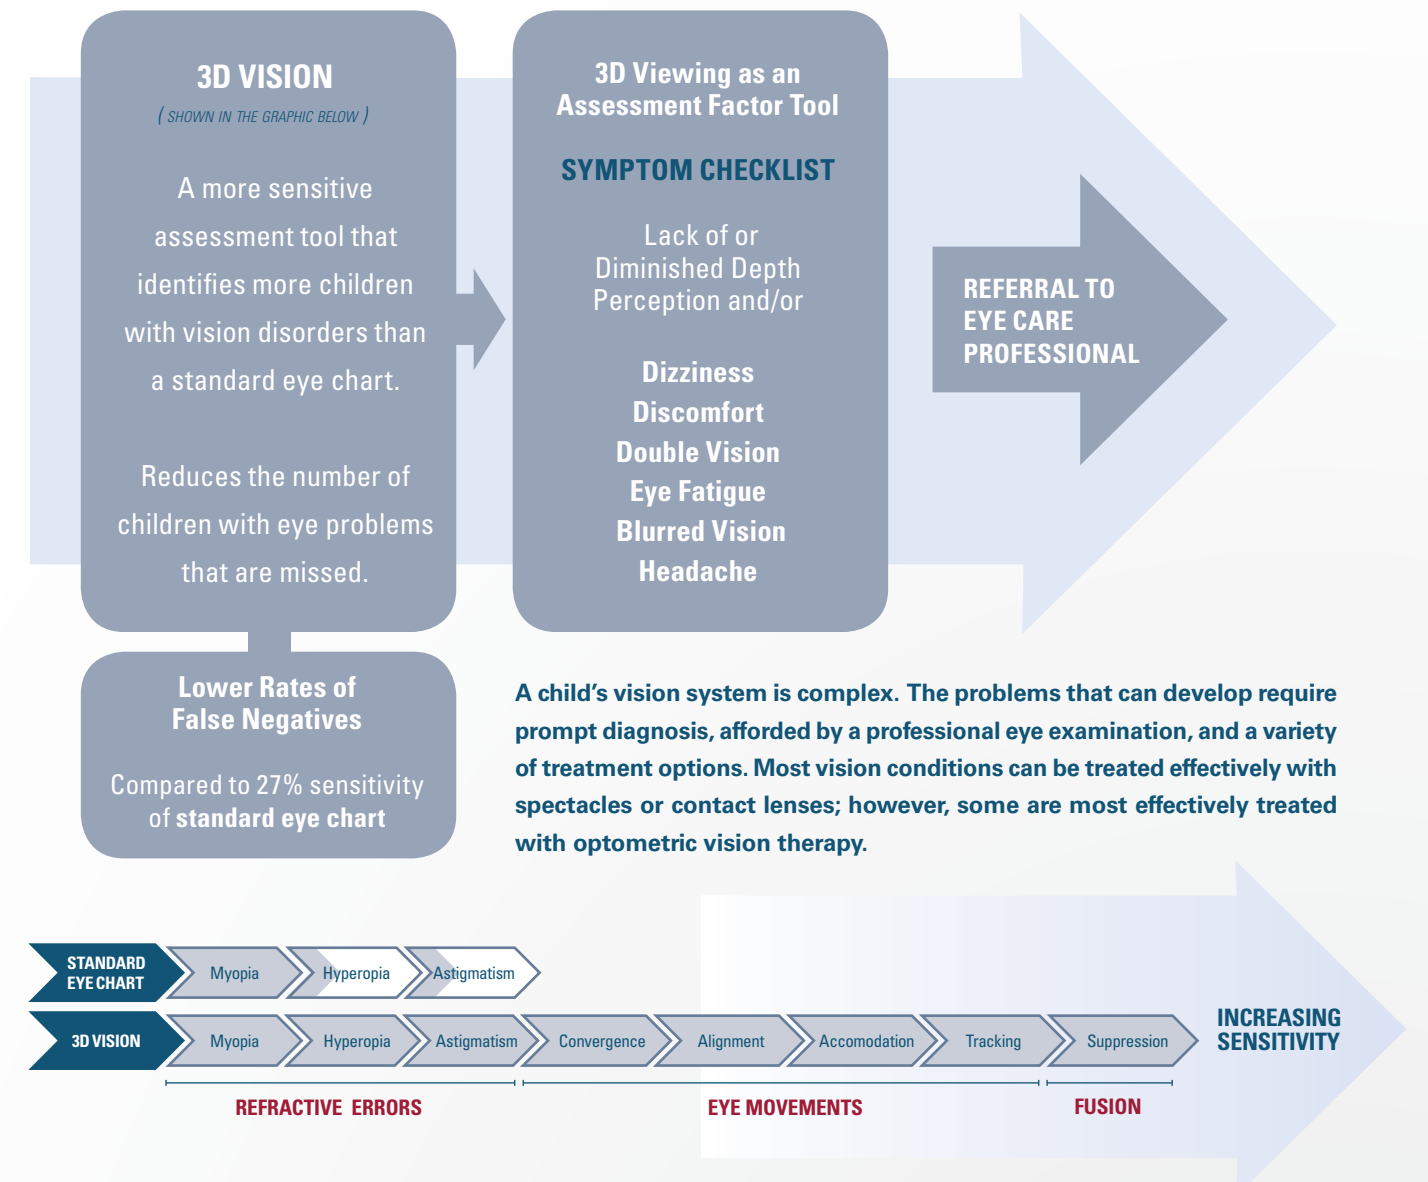 3D VISION
( SHOWN IN THE GRAPHIC BELOW )
A more sensitive
assessment tool that
identifies more children
with vision disorders than
a standard eye chart.
Reduces the number of
children with eye problems
that are missed.
Lower Rates of
False Negatives
Compared to 27% sensitivity
of standard eye chart
3D Viewing as an
Assessment Factor Tool
SYMPTOM CHECKLIST
Lack of or
Diminished Depth
Perception and/or
Dizziness
Discomfort
Double Vision
Eye Fatigue
Blurred Vision
Headache
REFERRAL TO
EYE CARE
PROFESSIONAL
A child’s vision system is complex. The problems that can develop require
prompt diagnosis, afforded by a professional eye examination, and a variety
of treatment options. Most vision conditions can be treated effectively with
spectacles or contact lenses; however, some are most effectively treated
with optometric vision therapy.
STANDARD
EYE CHART
Myopia
Hyperopia
Astigmatism
3D VISION
Myopia
Hyperopia
Astigmatism
Convergence
Alignment
Accomodation
Tracking
Suppression
INCREASING
SENSITIVITY
REFRACTIVE ERRORS
EYE MOVEMENTS
FUSION